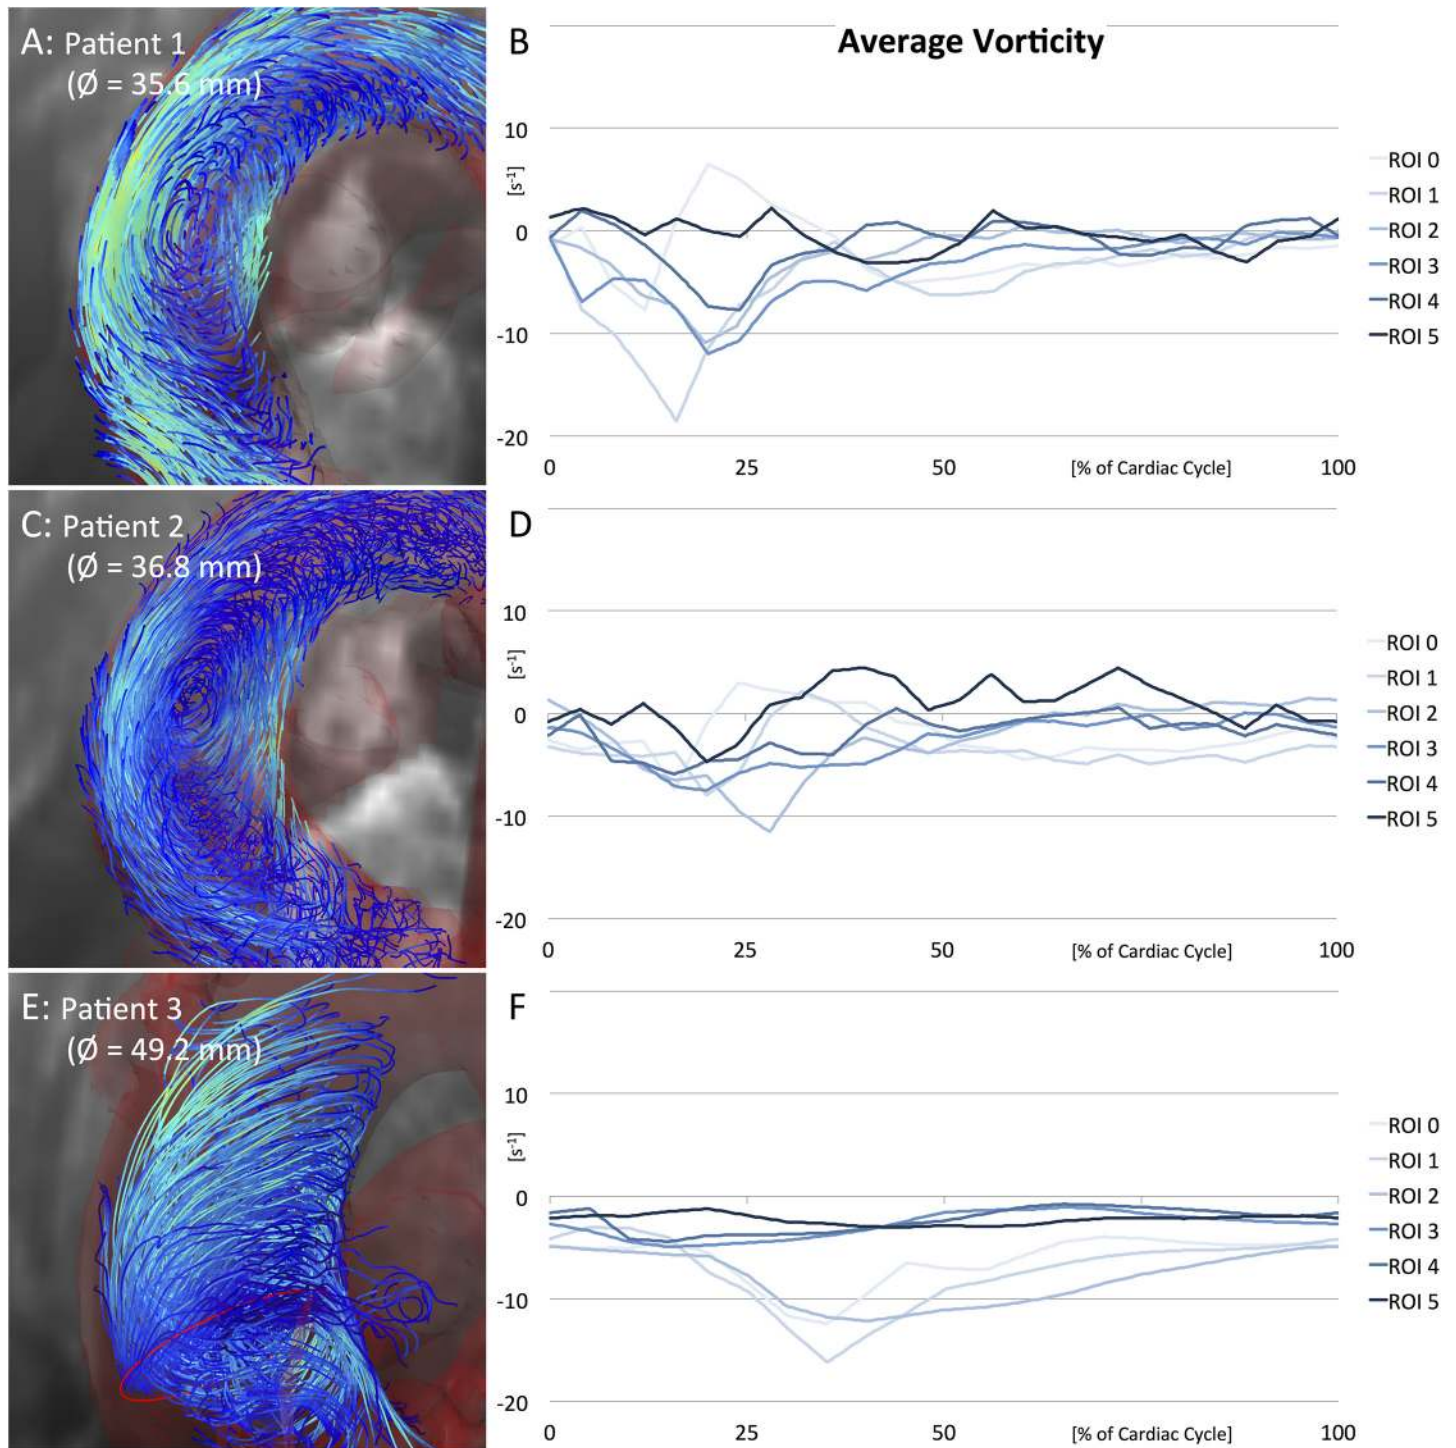 A: Patient 1
(Ø = 35.6 mm)
B
Average Vorticity
10
[s⁻¹]
0
-10
-20
0
25
50
[% of Cardiac Cycle]
100
ROI 0
ROI 1
ROI 2
ROI 3
ROI 4
ROI 5
C: Patient 2
(Ø = 36.8 mm)
D
10
[s⁻¹]
0
-10
-20
0
25
50
[% of Cardiac Cycle]
100
ROI 0
ROI 1
ROI 2
ROI 3
ROI 4
ROI 5
E: Patient 3
(Ø = 49.2 mm)
F
10
[s⁻¹]
0
-10
-20
0
25
50
[% of Cardiac Cycle]
100
ROI 0
ROI 1
ROI 2
ROI 3
ROI 4
ROI 5